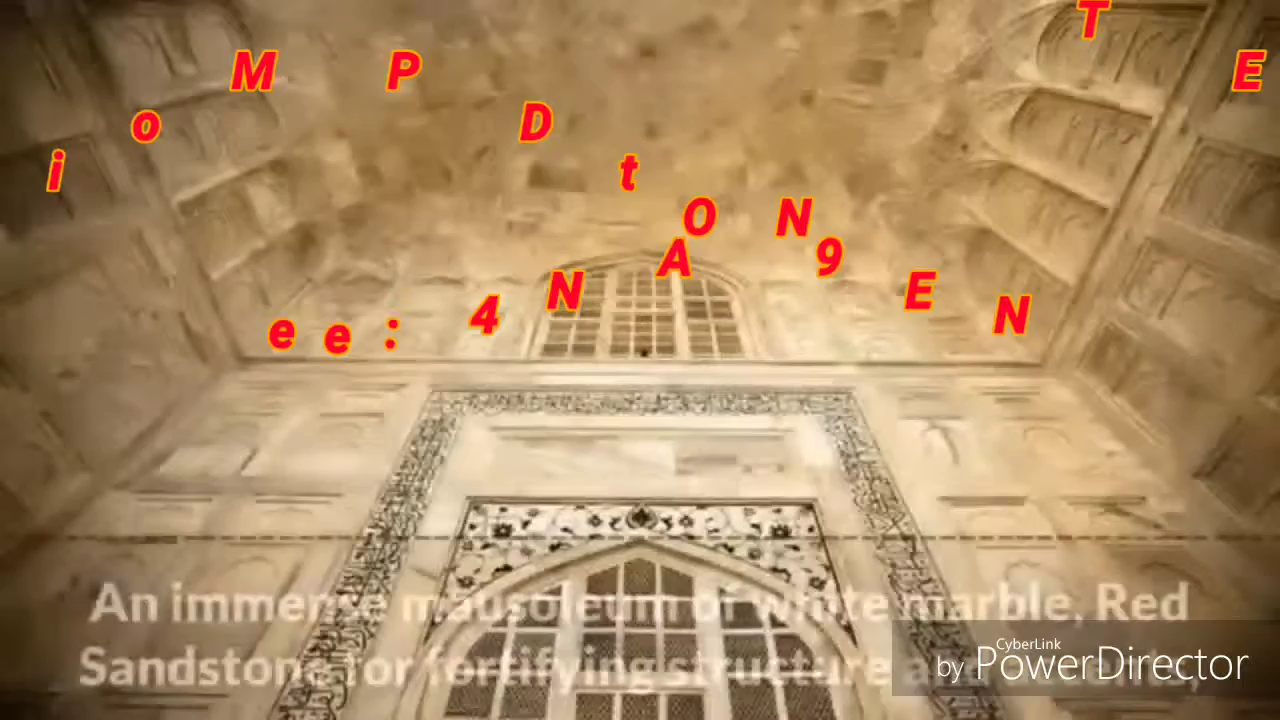 T
M P E
o D
i t
O N
A 9
N E
e e : 4 N
An immense mausoleum of white marble, Red
Sandstone for fortifying structure
CyberLink
by PowerDirector